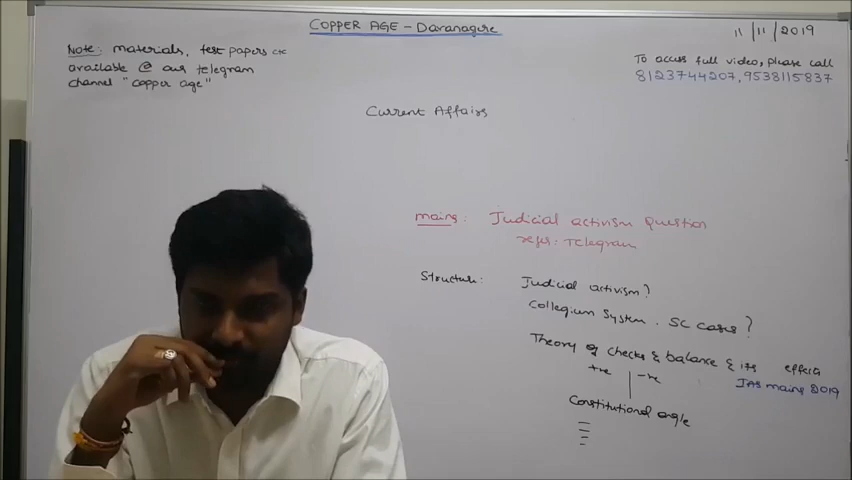 COPPER AGE - Davanagere
11/11/2019
Note: materials, test papers etc
available @ our telegram
channel "copper age"
To access full video, please call
8123744207, 9538115837
Current Affairs
mains: Judicial activism Question
refer: Telegram
Structure: Judicial activism?
Collegium System. SC cases?
Theory of checks & balance & its effects
+ve | -ve
IAS mains 2019
Constitutional angle